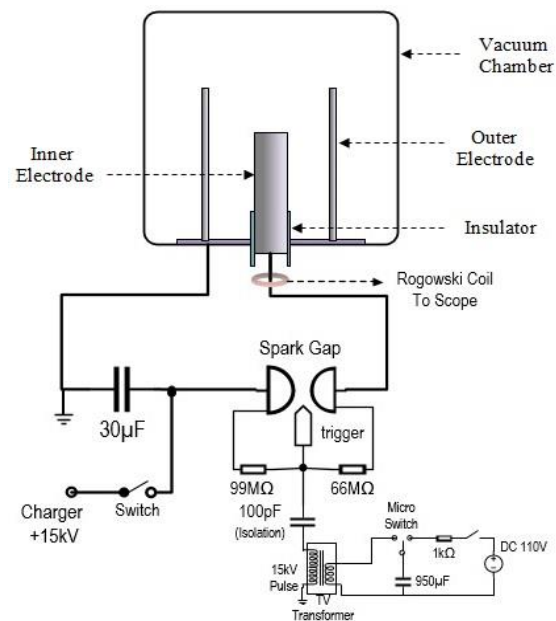 Vacuum
Chamber
Inner
Electrode
Outer
Electrode
Insulator
Rogowski Coil
To Scope
Spark Gap
30µF
trigger
99MΩ
66MΩ
Charger
+15kV
Switch
100pF
(Isolation)
Micro
Switch
1kΩ
DC 110V
15kV
Pulse
950µF
TV
Transformer